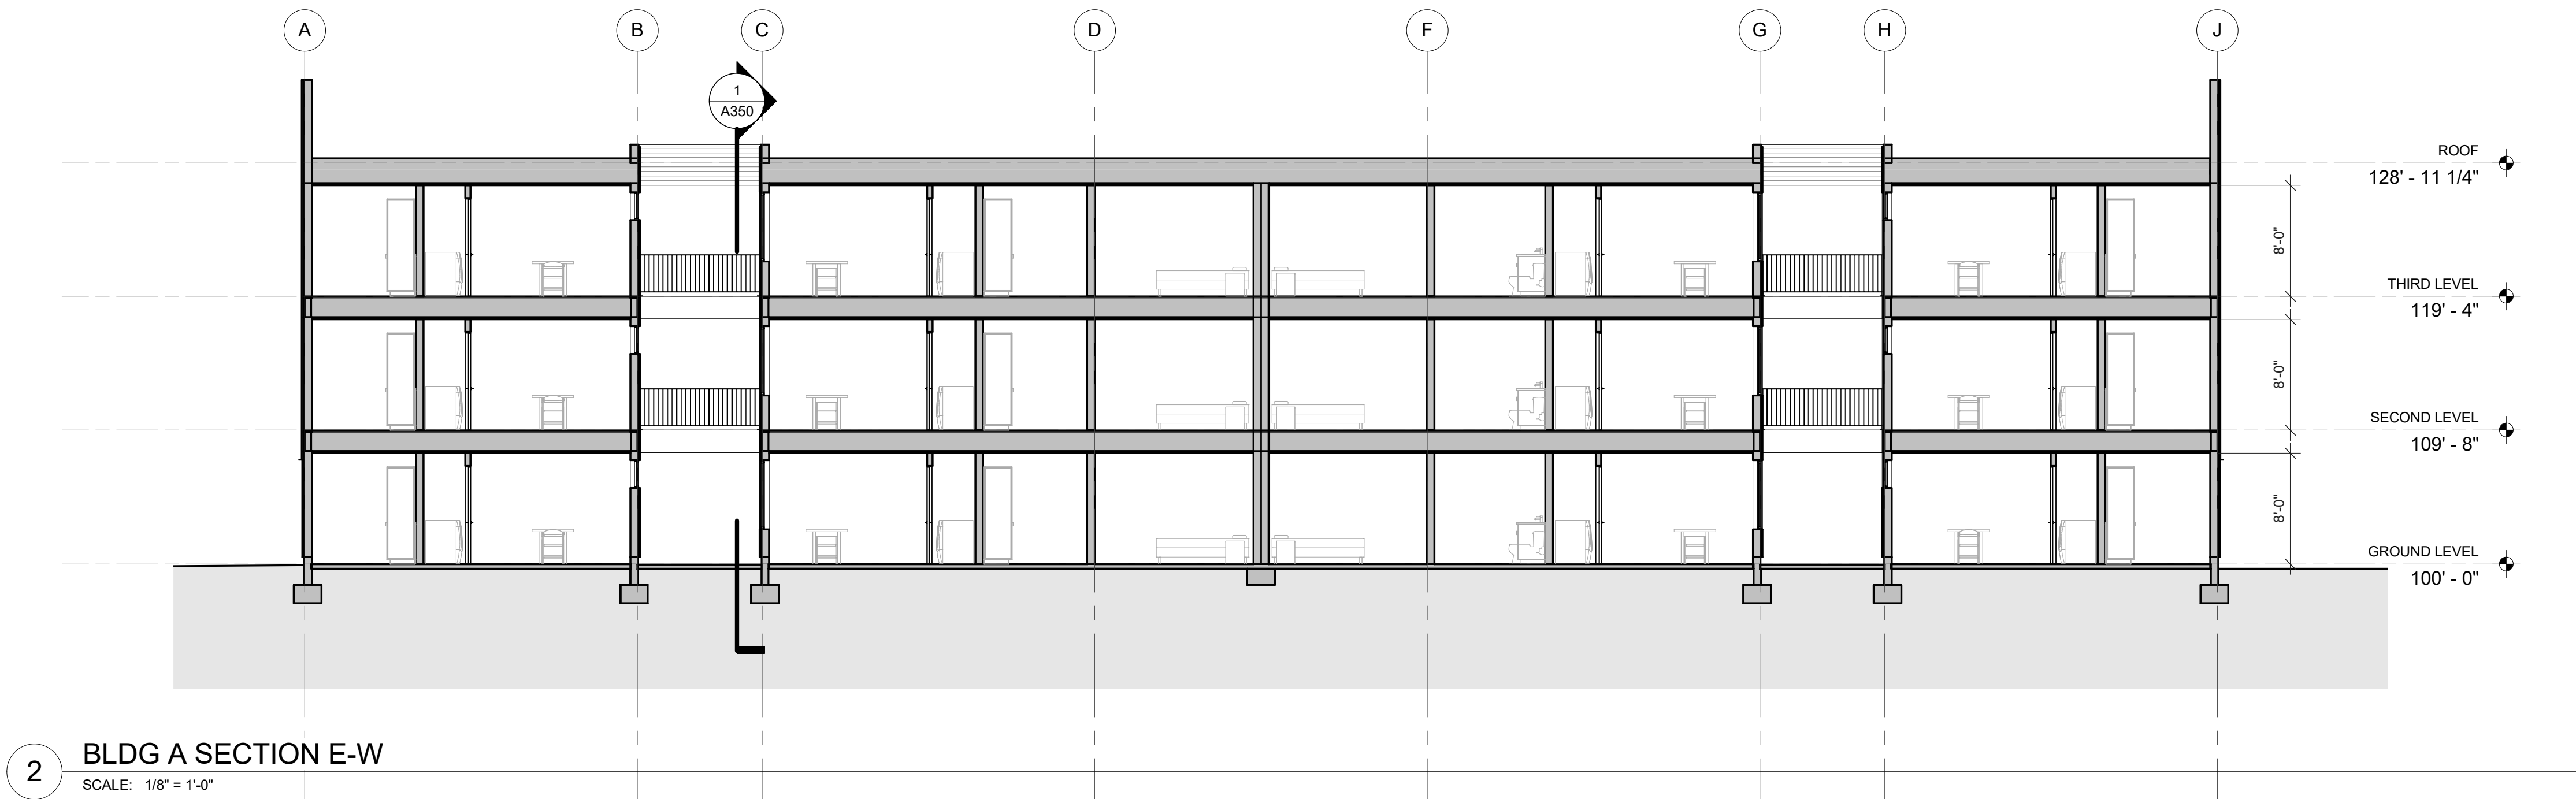 A
B
C
D
F
G
H
J
1
A350
ROOF
128' - 11 1/4"
8'-0"
THIRD LEVEL
119' - 4"
8'-0"
SECOND LEVEL
109' - 8"
8'-0"
GROUND LEVEL
100' - 0"
2
BLDG A SECTION E-W
SCALE: 1/8" = 1'-0"